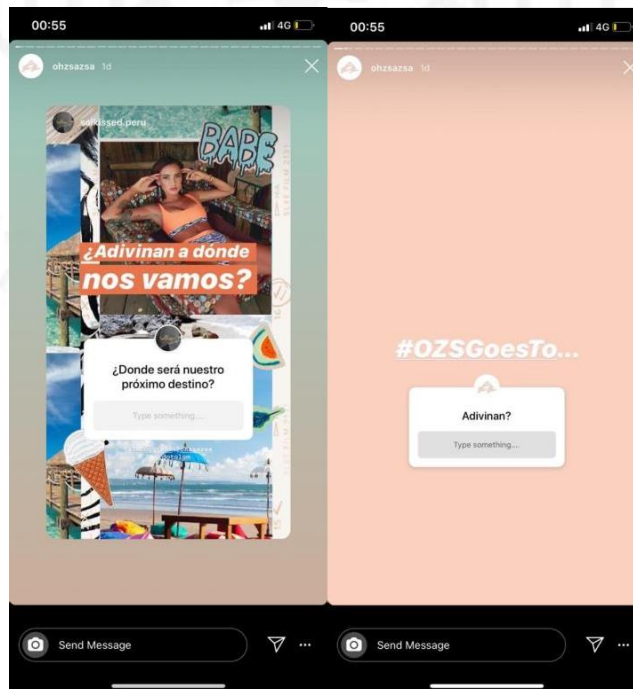 00:55
4G
ohzsazsa 1d
salkissed.peru
BABE
¿Adivinan a dónde
nos vamos?
¿Donde será nuestro
próximo destino?
Type something...
Send Message
00:55
4G
ohzsazsa 1d
#OZSGoesTo...
Adivinan?
Type something...
Send Message